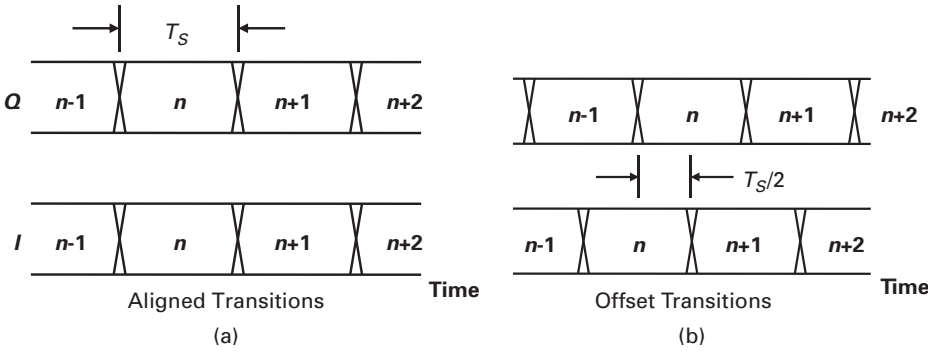 T_S
Q n-1 n n+1 n+2
I n-1 n n+1 n+2
Time
Aligned Transitions
(a)
n-1 n n+1 n+2
T_S/2
n-1 n n+1 n+2
Time
Offset Transitions
(b)